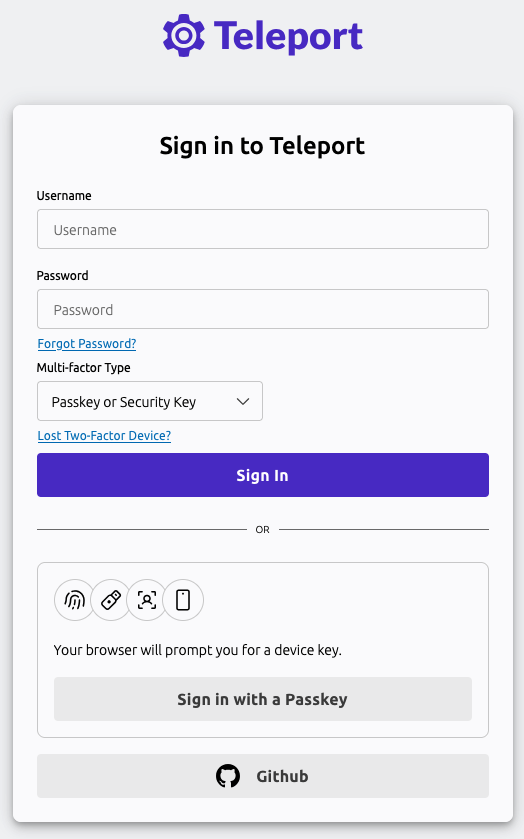 Teleport
Sign in to Teleport
Username
Username
Password
Password
Forgot Password?
Multi-factor Type
Passkey or Security Key
Lost Two-Factor Device?
Sign In
OR
Your browser will prompt you for a device key.
Sign in with a Passkey
Github